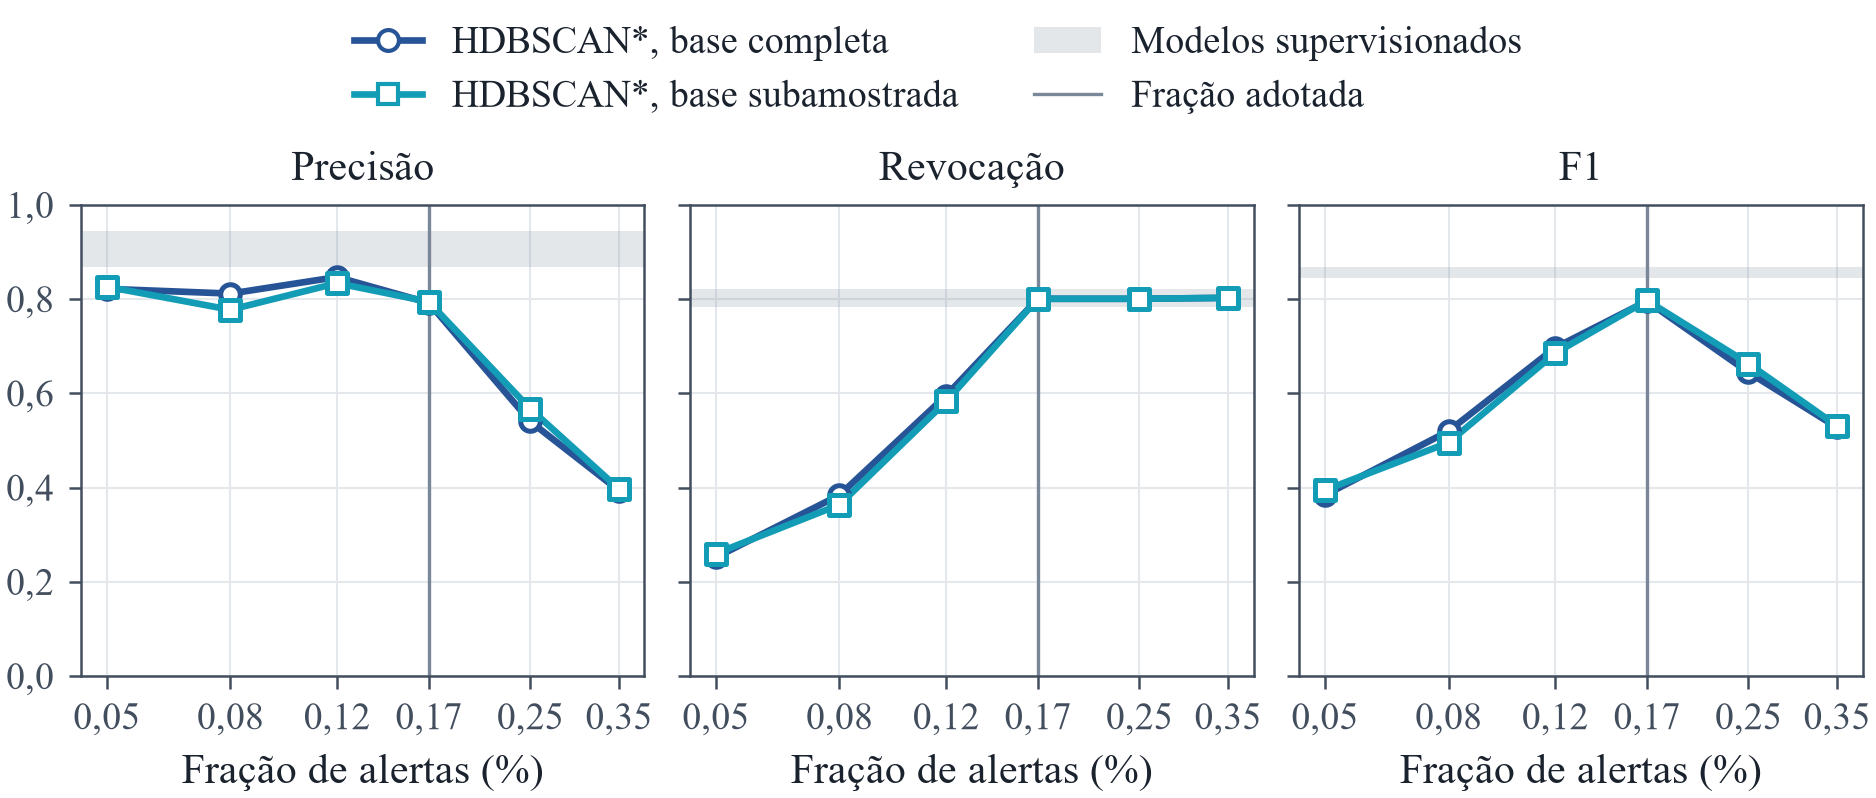 HDBSCAN*, base completa
HDBSCAN*, base subamostrada
Modelos supervisionados
Fração adotada
Precisão
Revocação
F1
1,0
0,8
0,6
0,4
0,2
0,0
0,05 0,08 0,12 0,17 0,25 0,35
0,05 0,08 0,12 0,17 0,25 0,35
0,05 0,08 0,12 0,17 0,25 0,35
Fração de alertas (%)
Fração de alertas (%)
Fração de alertas (%)